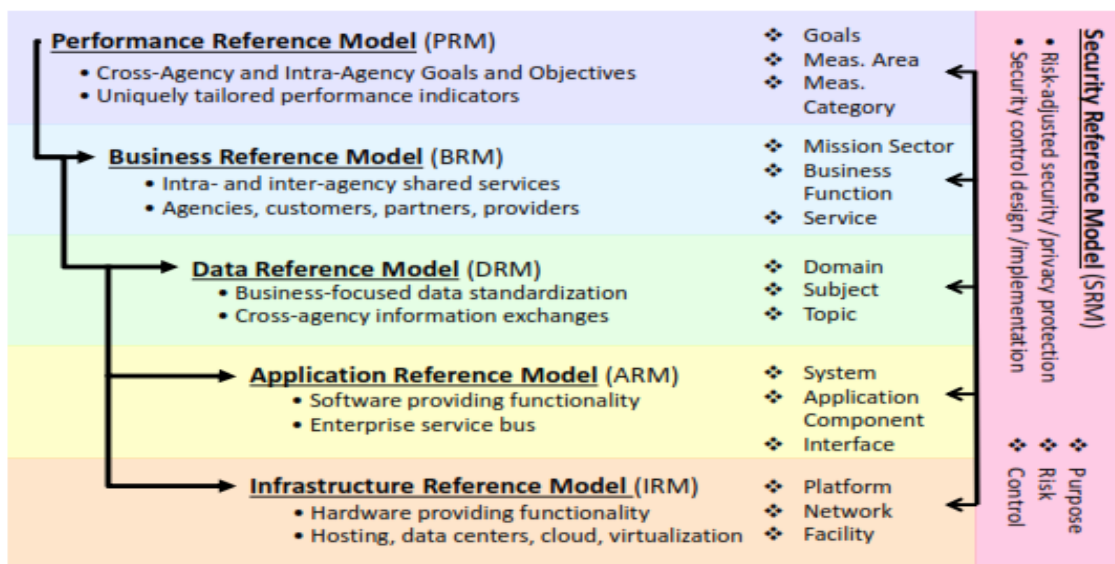 Performance Reference Model (PRM)
• Cross-Agency and Intra-Agency Goals and Objectives
• Uniquely tailored performance indicators
❖ Goals
❖ Meas. Area
❖ Meas.
Category
Business Reference Model (BRM)
• Intra- and inter-agency shared services
• Agencies, customers, partners, providers
❖ Mission Sector
❖ Business
Function
❖ Service
Data Reference Model (DRM)
• Business-focused data standardization
• Cross-agency information exchanges
❖ Domain
❖ Subject
❖ Topic
Application Reference Model (ARM)
• Software providing functionality
• Enterprise service bus
❖ System
❖ Application
Component
❖ Interface
Infrastructure Reference Model (IRM)
• Hardware providing functionality
• Hosting, data centers, cloud, virtualization
❖ Platform
❖ Network
❖ Facility
Security Reference Model (SRM)
• Risk-adjusted security /privacy protection
• Security control design /implementation
❖ Purpose
❖ Risk
❖ Control